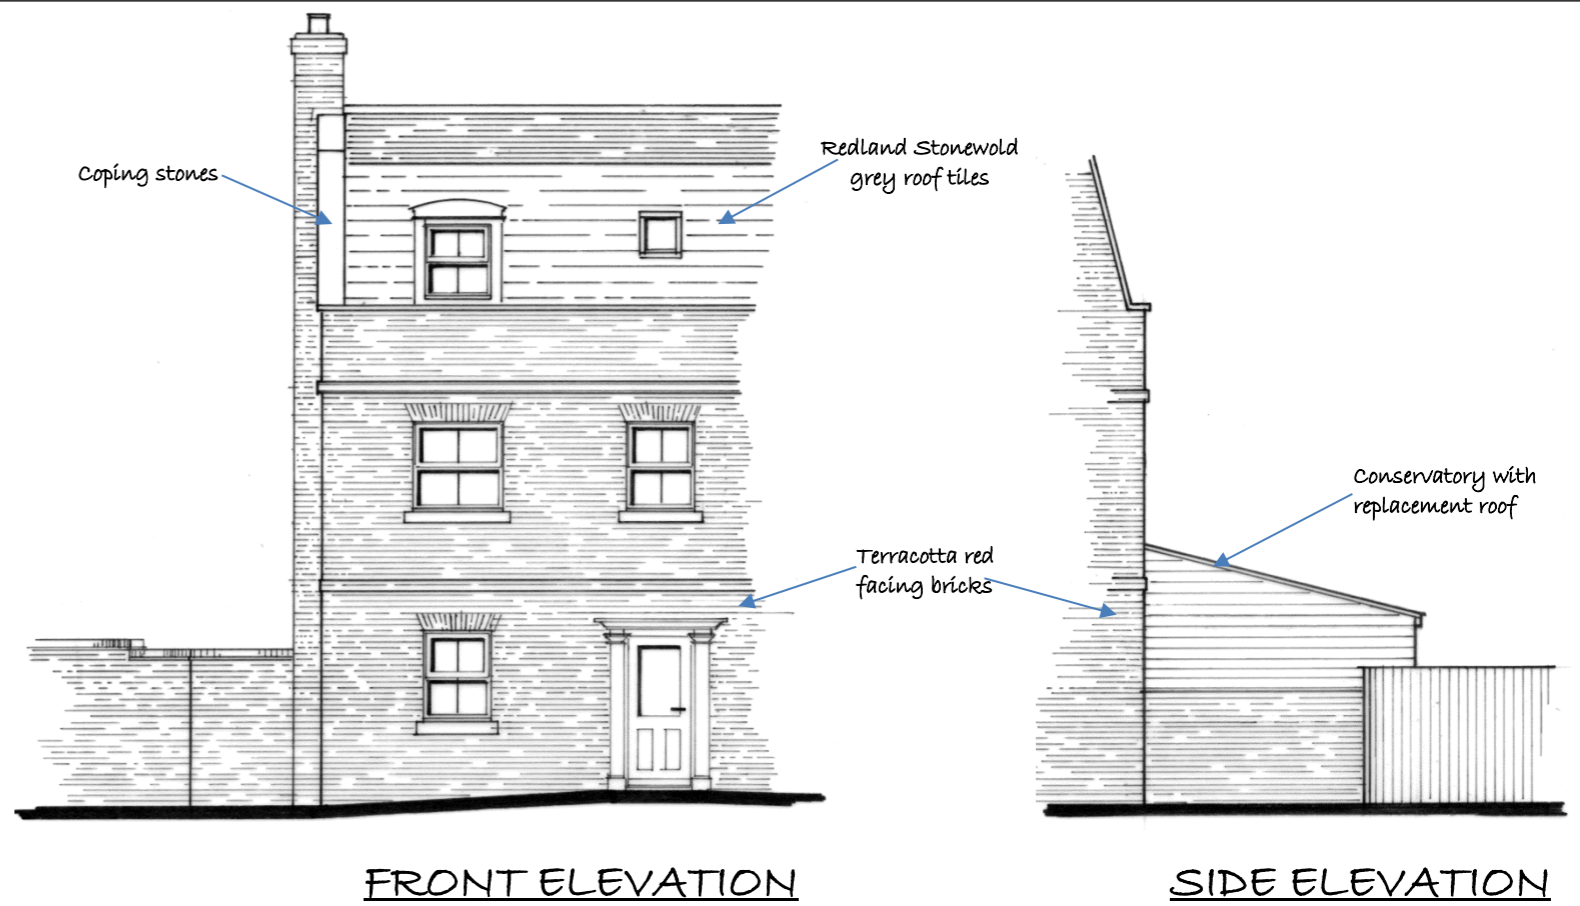 Coping stones
Redland Stonewold
grey roof tiles
Conservatory with
replacement roof
Terracotta red
facing bricks
FRONT ELEVATION
SIDE ELEVATION